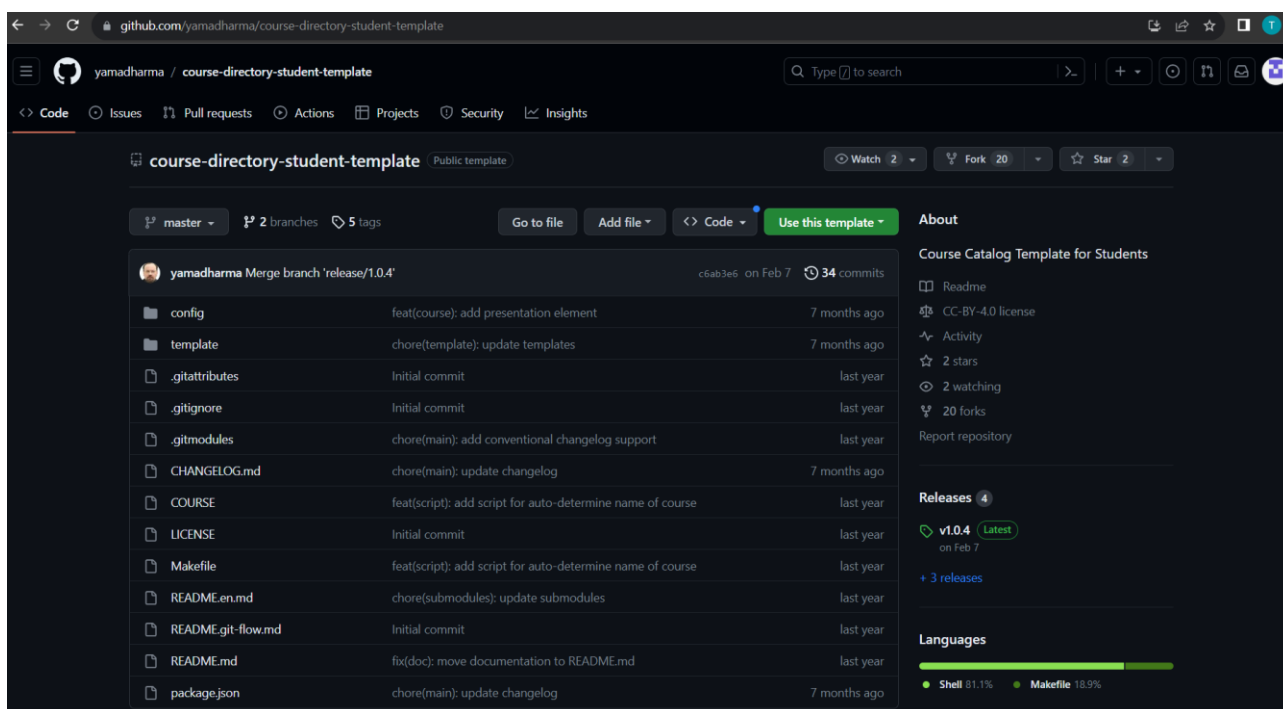 github.com/yamadharma/course-directory-student-template
T
yamadharma / course-directory-student-template
Type / to search
Code Issues Pull requests Actions Projects Security Insights
course-directory-student-template Public template
Watch 2 Fork 20 Star 2
master 2 branches 5 tags Go to file Add file Code Use this template
yamadharma Merge branch 'release/1.0.4' c6ab3e6 on Feb 7 34 commits
config feat(course): add presentation element 7 months ago
template chore(template): update templates 7 months ago
.gitattributes Initial commit last year
.gitignore Initial commit last year
.gitmodules chore(main): add conventional changelog support last year
CHANGELOG.md chore(main): update changelog 7 months ago
COURSE feat(script): add script for auto-determine name of course last year
LICENSE Initial commit last year
Makefile feat(script): add script for auto-determine name of course last year
README.en.md chore(submodules): update submodules last year
README.git-flow.md Initial commit last year
README.md fix(doc): move documentation to README.md last year
package.json chore(main): update changelog 7 months ago
About
Course Catalog Template for Students
Readme
CC-BY-4.0 license
Activity
2 stars
2 watching
20 forks
Report repository
Releases 4
v1.0.4 Latest
on Feb 7
+ 3 releases
Languages
Shell 81.1% Makefile 18.9%